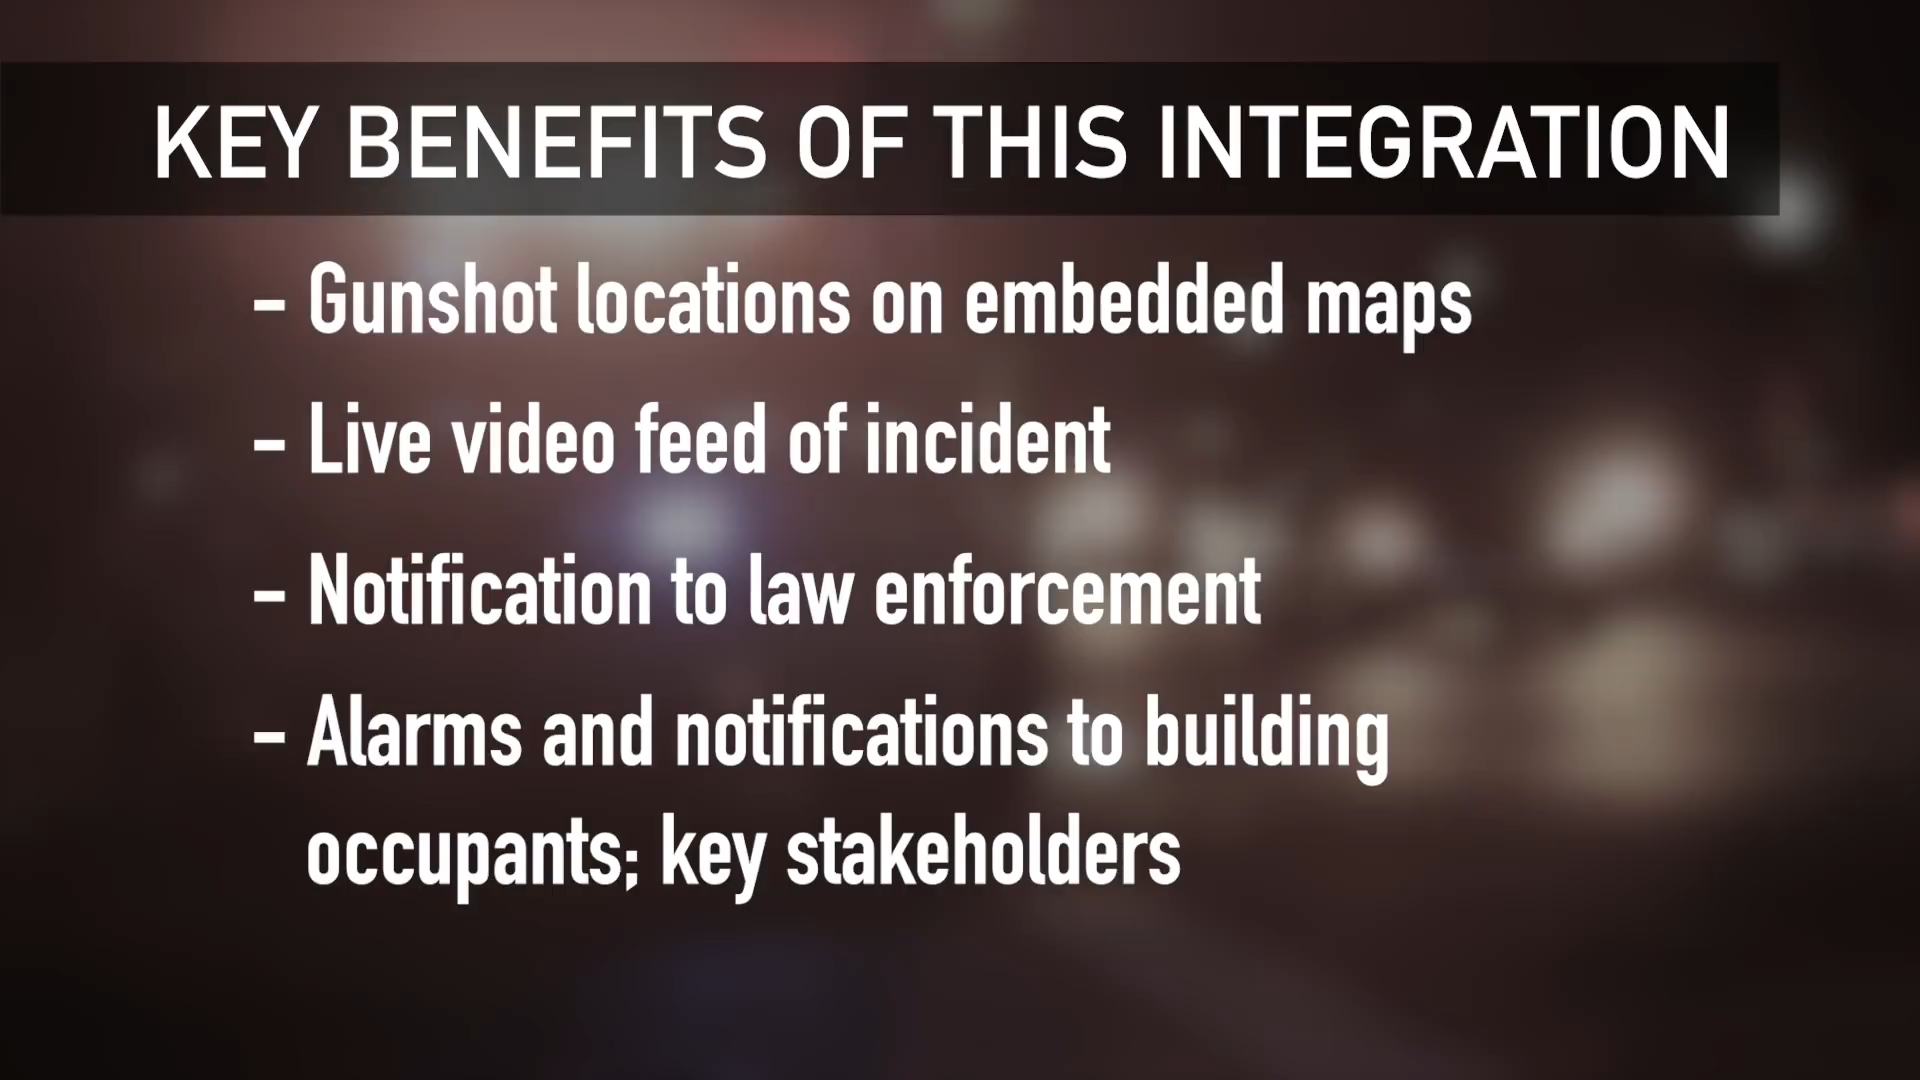 KEY BENEFITS OF THIS INTEGRATION
- Gunshot locations on embedded maps
- Live video feed of incident
- Notification to law enforcement
- Alarms and notifications to building
occupants; key stakeholders